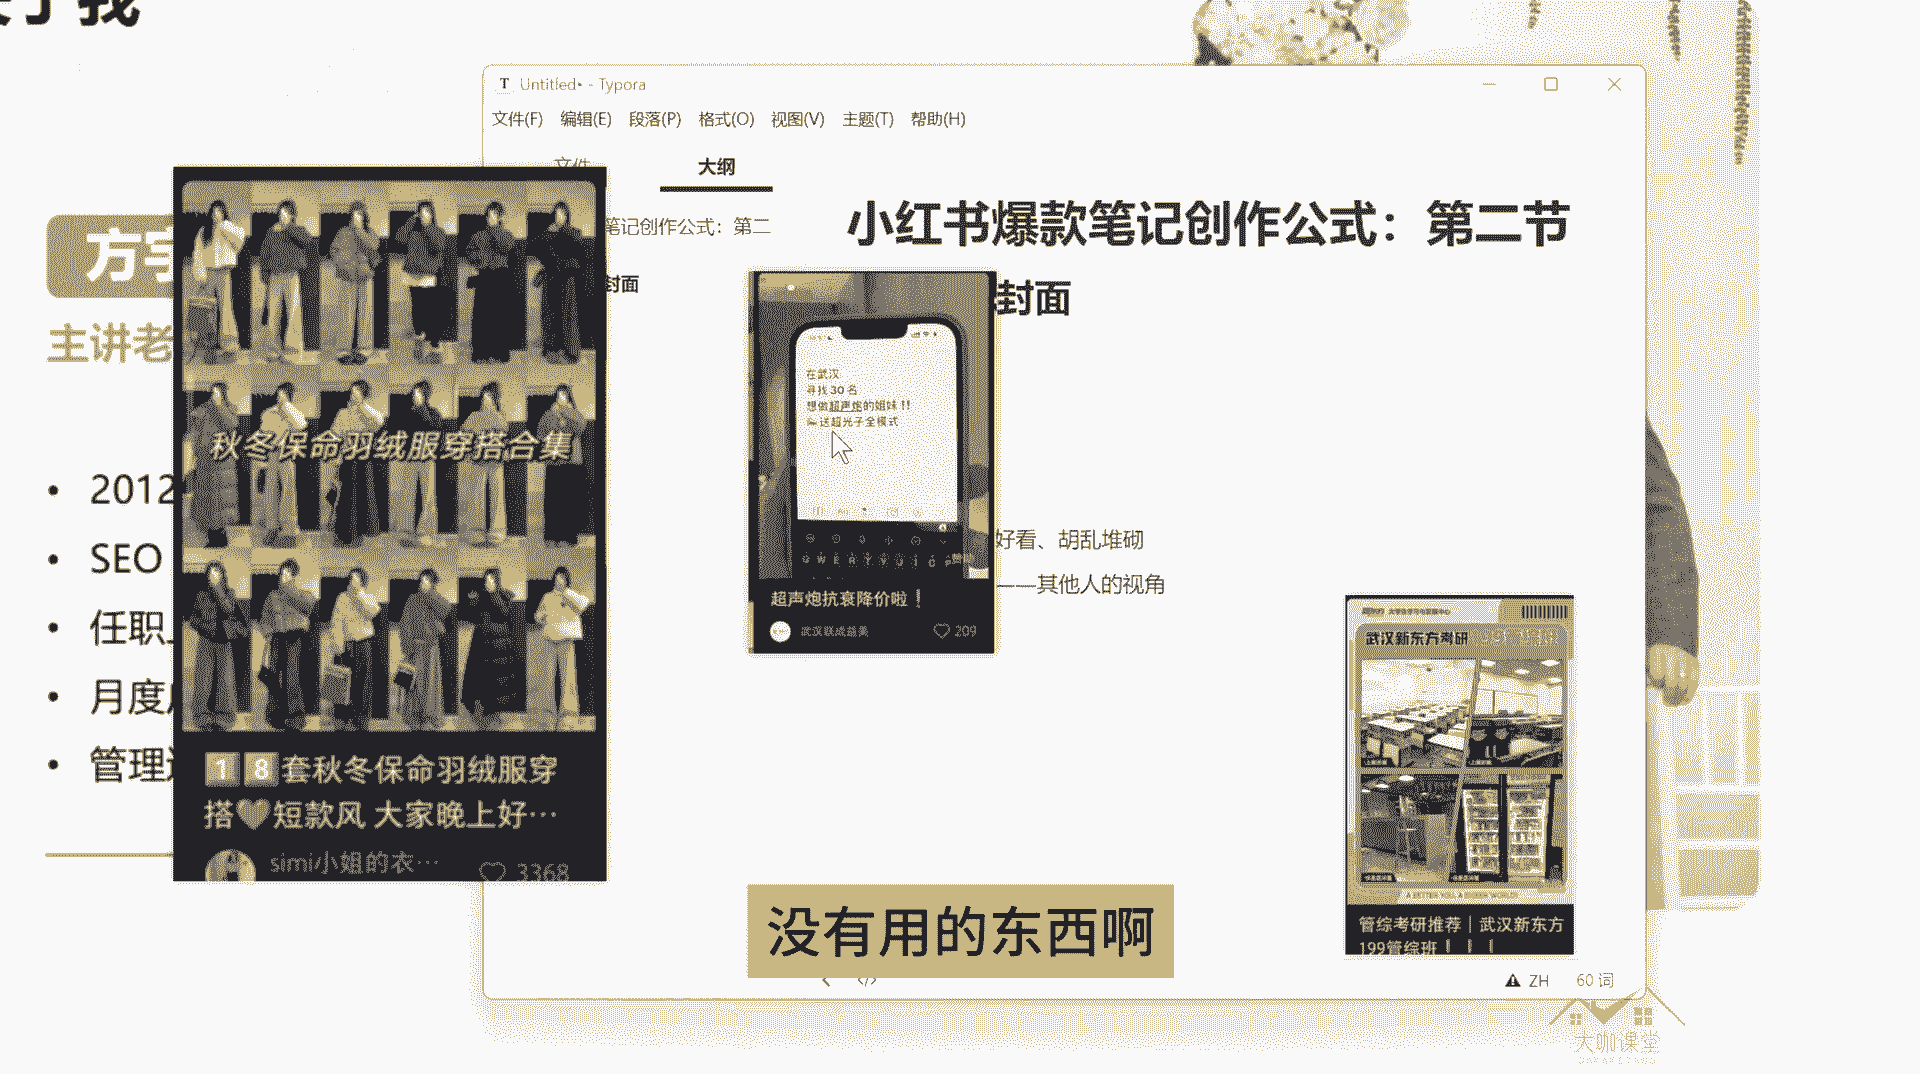 找
Untitled• - Typora
文件(F) 编辑(E) 段落(P) 格式(O) 视图(V) 主题(T) 帮助(H)
文件 大纲
笔记创作公式：第二
封面
小红书爆款笔记创作公式：第二节
封面
好看、胡乱堆砌
——其他人的视角
方宇
主讲老
• 2012
• SEO
• 任职
• 月度
• 管理
秋冬保命羽绒服穿搭合集
18套秋冬保命羽绒服穿
搭🤎短款风 大家晚上好…
simi小姐的衣… 3368
在武汉
寻找 30 名
想做超声炮的姐妹!!
送超光子全模式
超声炮抗衰降价啦！
武汉联成益美 209
武汉新东方考研
管综考研推荐｜武汉新东方
199管综班！！！
没有用的东西啊
</> ZH 60 词
大咖课堂